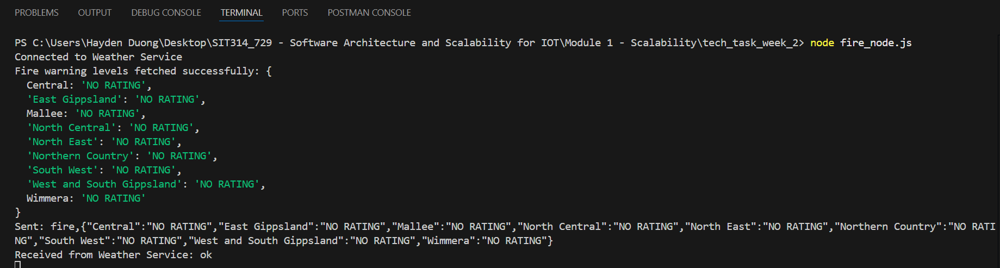 PROBLEMS OUTPUT DEBUG CONSOLE TERMINAL PORTS POSTMAN CONSOLE
PS C:\Users\Hayden Duong\Desktop\SIT314_729 - Software Architecture and Scalability for IOT\Module 1 - Scalability\tech_task_week_2> node fire_node.js
Connected to Weather Service
Fire warning levels fetched successfully: {
  Central: 'NO RATING',
  'East Gippsland': 'NO RATING',
  Mallee: 'NO RATING',
  'North Central': 'NO RATING',
  'North East': 'NO RATING',
  'Northern Country': 'NO RATING',
  'South West': 'NO RATING',
  'West and South Gippsland': 'NO RATING',
  Wimmera: 'NO RATING'
}
Sent: fire,{"Central":"NO RATING","East Gippsland":"NO RATING","Mallee":"NO RATING","North Central":"NO RATING","North East":"NO RATING","Northern Country":"NO RATI
NG","South West":"NO RATING","West and South Gippsland":"NO RATING","Wimmera":"NO RATING"}
Received from Weather Service: ok